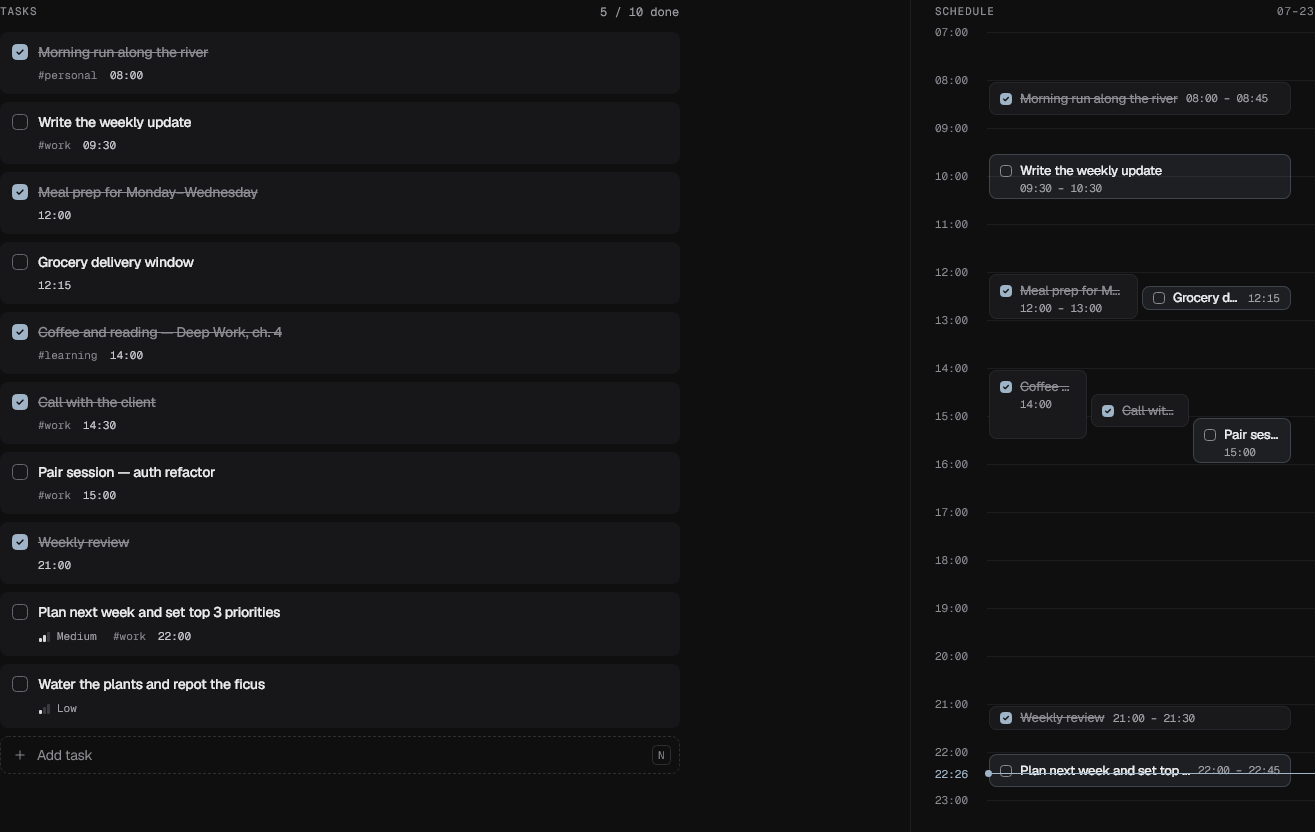 TASKS 5 / 10 done
Morning run along the river
#personal 08:00
Write the weekly update
#work 09:30
Meal prep for Monday–Wednesday
12:00
Grocery delivery window
12:15
Coffee and reading — Deep Work, ch. 4
#learning 14:00
Call with the client
#work 14:30
Pair session — auth refactor
#work 15:00
Weekly review
21:00
Plan next week and set top 3 priorities
Medium #work 22:00
Water the plants and repot the ficus
Low
+ Add task N
SCHEDULE 07-23
07:00
08:00
Morning run along the river 08:00 – 08:45
09:00
Write the weekly update
10:00
09:30 – 10:30
11:00
12:00
Meal prep for M… Grocery d… 12:15
12:00 – 13:00
13:00
14:00
Coffee …
14:00
Call wit…
15:00
Pair ses…
15:00
16:00
17:00
18:00
19:00
20:00
21:00
Weekly review 21:00 – 21:30
22:00
Plan next week and set top … 22:00 – 22:45
22:26
23:00